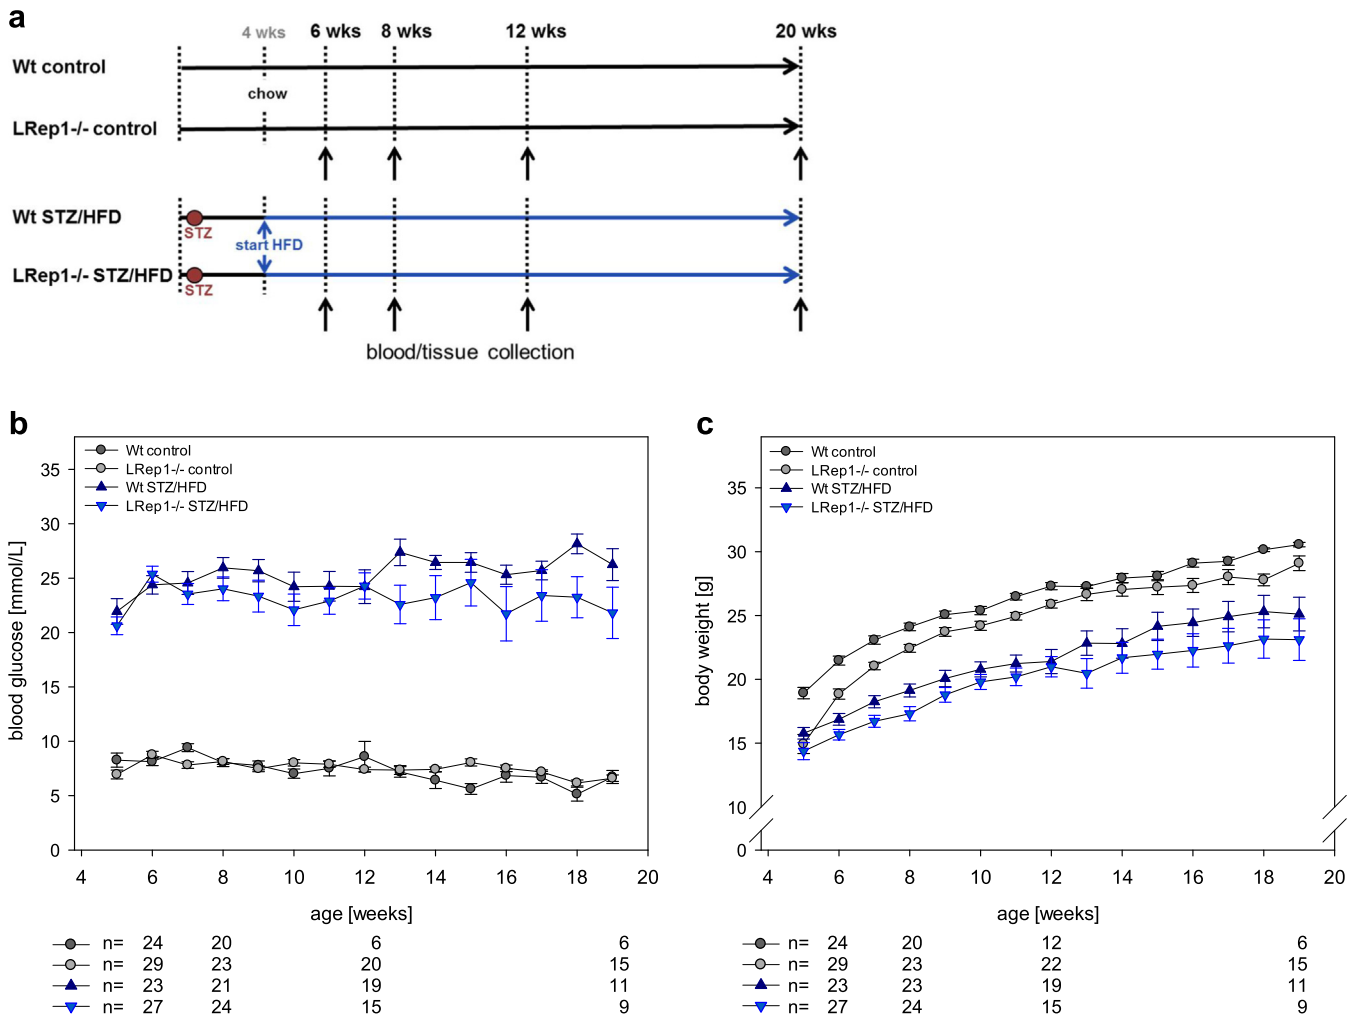 a
4 wks 6 wks 8 wks 12 wks 20 wks
Wt control
chow
LRep1-/- control
Wt STZ/HFD
STZ
start HFD
LRep1-/- STZ/HFD
STZ
blood/tissue collection
b
Wt control
LRep1-/- control
Wt STZ/HFD
LRep1-/- STZ/HFD
blood glucose [mmol/L]
35
30
25
20
15
10
5
0
4 6 8 10 12 14 16 18 20
age [weeks]
n= 24 20 6 6
n= 29 23 20 15
n= 23 21 19 11
n= 27 24 15 9
c
Wt control
LRep1-/- control
Wt STZ/HFD
LRep1-/- STZ/HFD
body weight [g]
35
30
25
20
15
10
0
4 6 8 10 12 14 16 18 20
age [weeks]
n= 24 20 12 6
n= 29 23 22 15
n= 23 23 19 11
n= 27 24 15 9